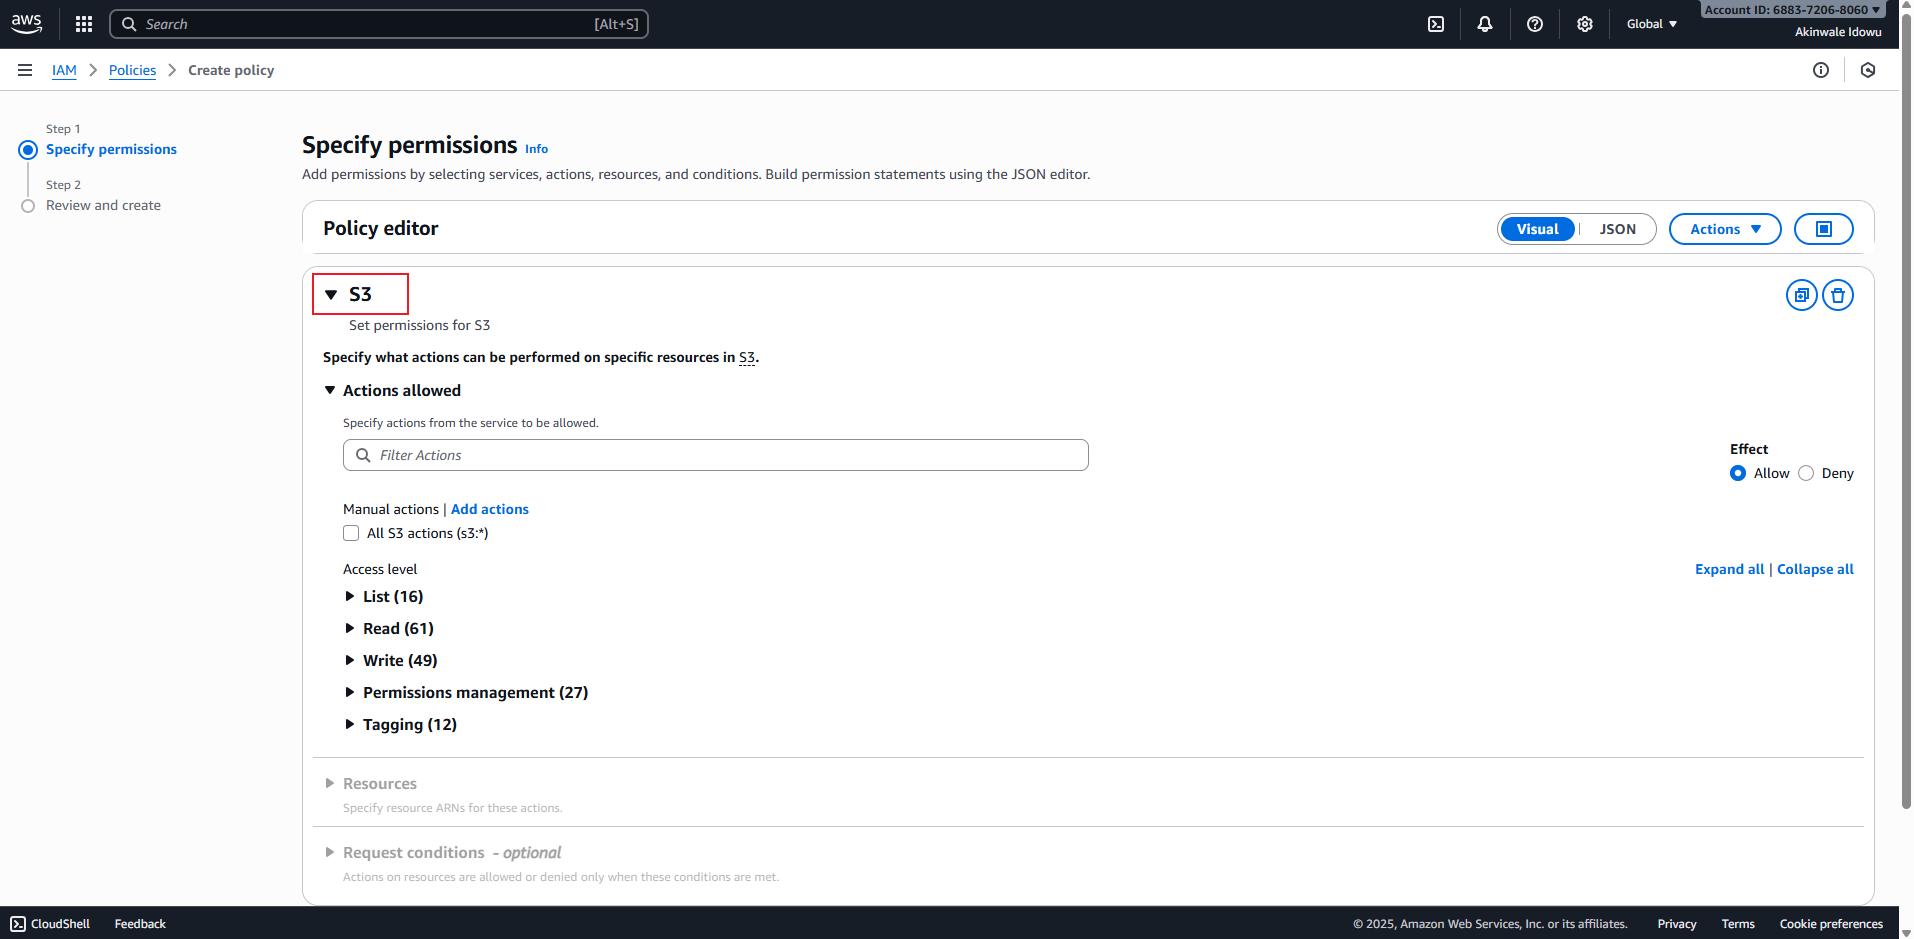 aws
Search
[Alt+S]
Global
Account ID: 6883-7206-8060
Akinwale Idowu
IAM
Policies
Create policy
Step 1
Specify permissions
Step 2
Review and create
Specify permissions Info
Add permissions by selecting services, actions, resources, and conditions. Build permission statements using the JSON editor.
Policy editor
Visual
JSON
Actions
S3
Set permissions for S3
Specify what actions can be performed on specific resources in S3.
Actions allowed
Specify actions from the service to be allowed.
Filter Actions
Effect
Allow
Deny
Manual actions | Add actions
All S3 actions (s3:*)
Access level
Expand all | Collapse all
List (16)
Read (61)
Write (49)
Permissions management (27)
Tagging (12)
Resources
Specify resource ARNs for these actions.
Request conditions - optional
Actions on resources are allowed or denied only when these conditions are met.
CloudShell
Feedback
© 2025, Amazon Web Services, Inc. or its affiliates.
Privacy
Terms
Cookie preferences